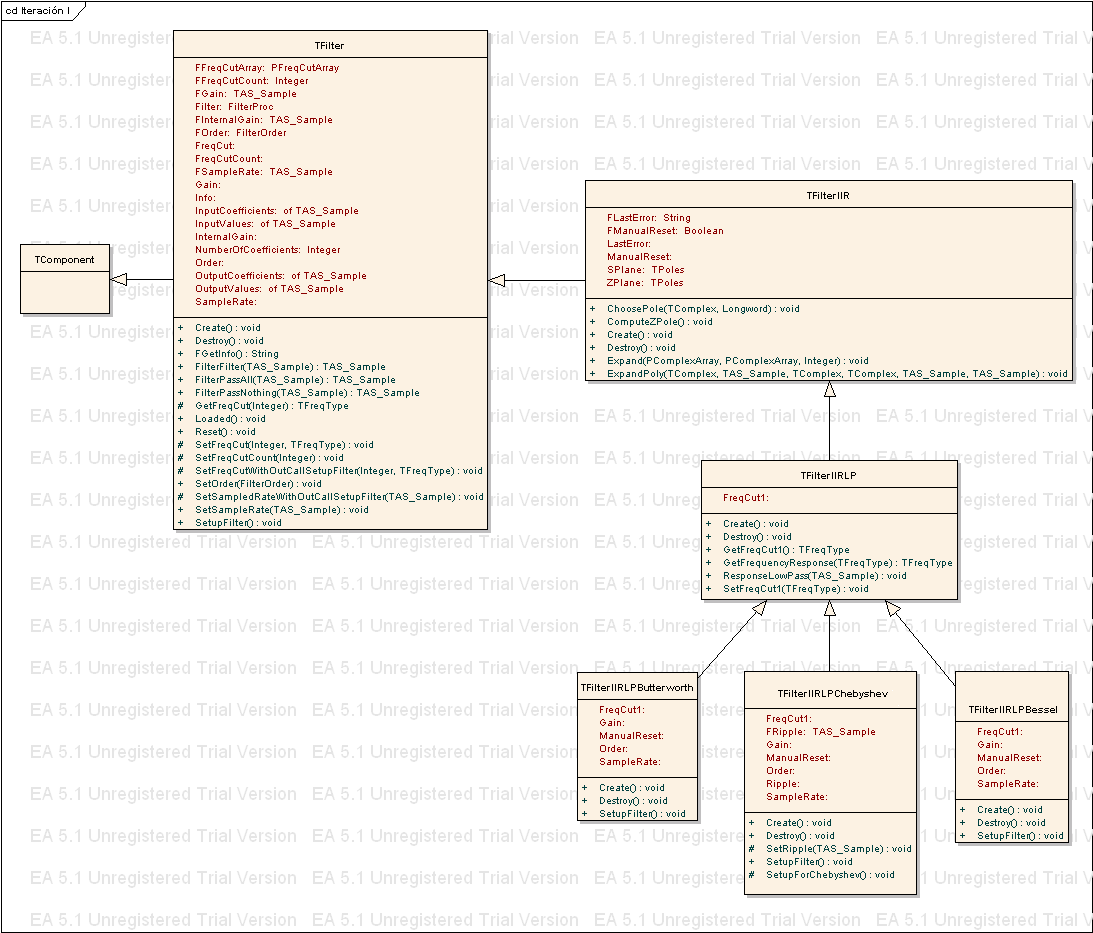 cd Iteración I
TFilter
FFreqCutArray: PFreqCutArray
FFreqCutCount: Integer
FGain: TAS_Sample
Filter: FilterProc
FInternalGain: TAS_Sample
FOrder: FilterOrder
FreqCut:
FreqCutCount:
FSampleRate: TAS_Sample
Gain:
Info:
InputCoefficients: of TAS_Sample
InputValues: of TAS_Sample
InternalGain:
NumberOfCoefficients: Integer
Order:
OutputCoefficients: of TAS_Sample
OutputValues: of TAS_Sample
SampleRate:
+ Create() : void
+ Destroy() : void
+ FGetInfo() : String
+ FilterFilter(TAS_Sample) : TAS_Sample
+ FilterPassAll(TAS_Sample) : TAS_Sample
+ FilterPassNothing(TAS_Sample) : TAS_Sample
# GetFreqCut(Integer) : TFreqType
+ Loaded() : void
+ Reset() : void
# SetFreqCut(Integer, TFreqType) : void
# SetFreqCutCount(Integer) : void
# SetFreqCutWithOutCallSetupFilter(Integer, TFreqType) : void
+ SetOrder(FilterOrder) : void
# SetSampledRateWithOutCallSetupFilter(TAS_Sample) : void
+ SetSampleRate(TAS_Sample) : void
+ SetupFilter() : void
TComponent
TFilterIIR
FLastError: String
FManualReset: Boolean
LastError:
ManualReset:
SPlane: TPoles
ZPlane: TPoles
+ ChoosePole(TComplex, Longword) : void
+ ComputeZPole() : void
+ Create() : void
+ Destroy() : void
+ Expand(PComplexArray, PComplexArray, Integer) : void
+ ExpandPoly(TComplex, TAS_Sample, TComplex, TComplex, TAS_Sample, TAS_Sample) : void
TFilterIIRLP
FreqCut1:
+ Create() : void
+ Destroy() : void
+ GetFreqCut1() : TFreqType
+ GetFrequencyResponse(TFreqType) : TFreqType
+ ResponseLowPass(TAS_Sample) : void
+ SetFreqCut1(TFreqType) : void
TFilterIIRLPButterworth
FreqCut1:
Gain:
ManualReset:
Order:
SampleRate:
+ Create() : void
+ Destroy() : void
+ SetupFilter() : void
TFilterIIRLPChebyshev
FreqCut1:
FRipple: TAS_Sample
Gain:
ManualReset:
Order:
Ripple:
SampleRate:
+ Create() : void
+ Destroy() : void
# SetRipple(TAS_Sample) : void
+ SetupFilter() : void
# SetupForChebyshev() : void
TFilterIIRLPBessel
FreqCut1:
Gain:
ManualReset:
Order:
SampleRate:
+ Create() : void
+ Destroy() : void
+ SetupFilter() : void
EA 5.1 Unregistered Trial Version